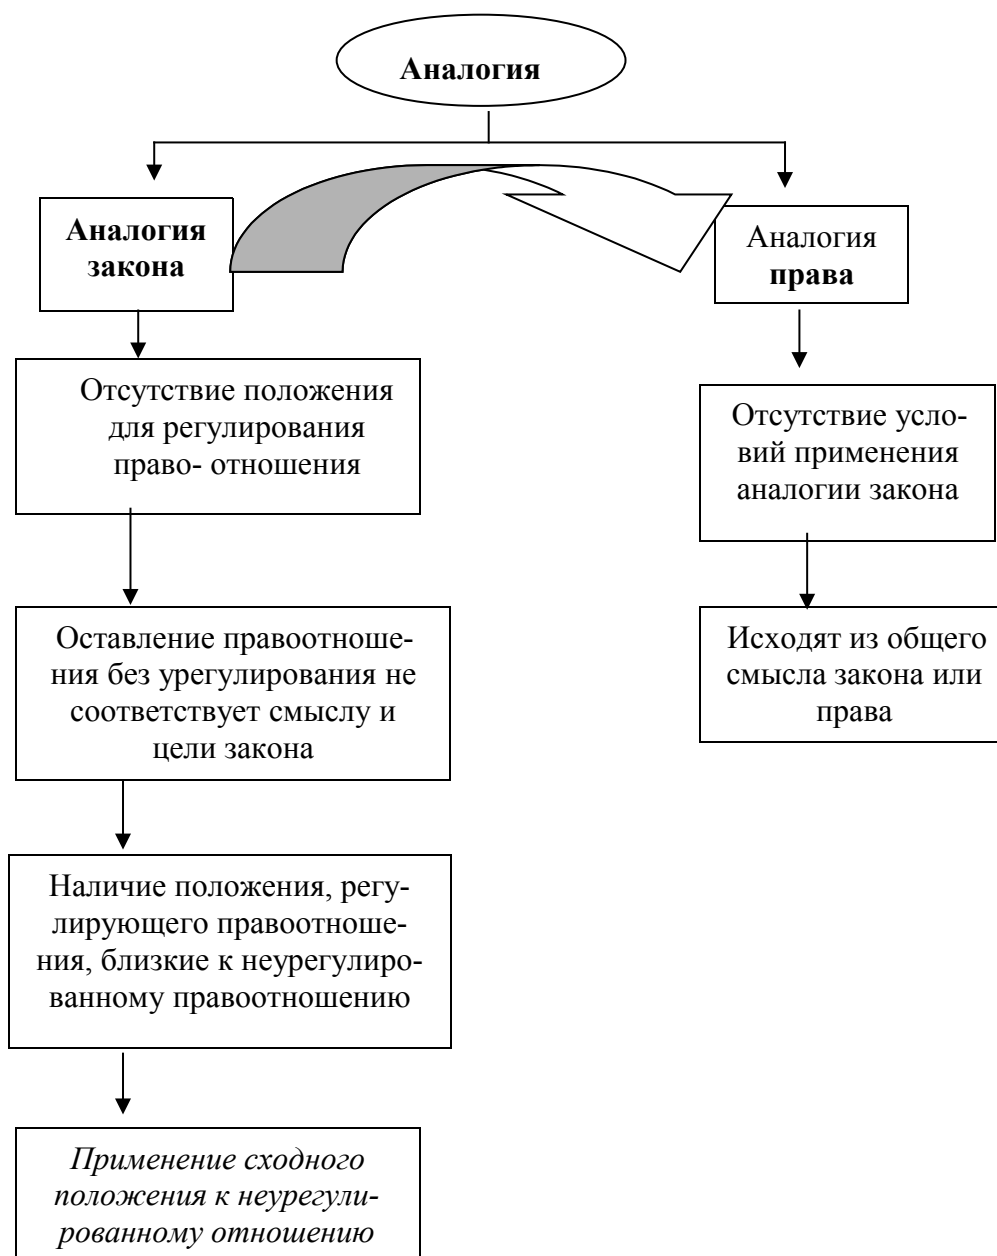 Аналогия
Аналогия
закона
Аналогия
права
Отсутствие положения
для регулирования
право- отношения
Оставление правоотноше-
ния без урегулирования не
соответствует смыслу и
цели закона
Наличие положения, регу-
лирующего правоотноше-
ния, близкие к неурегулиро-
ванному правоотношению
Применение сходного
положения к неурегули-
рованному отношению
Отсутствие усло-
вий применения
аналогии закона
Исходят из общего
смысла закона или
права